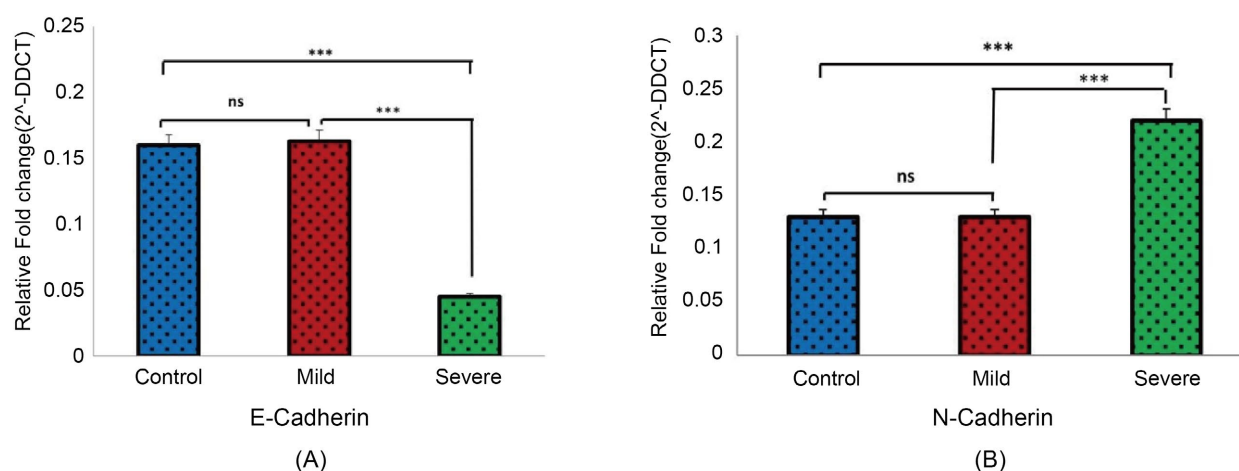 (A)
Relative Fold change(2^-DDCT)
0.25
0.2
0.15
0.1
0.05
0
***
ns
***
Control Mild Severe
E-Cadherin
(A)
(B)
Relative Fold change(2^-DDCT)
0.3
0.25
0.2
0.15
0.1
0.05
0
***
***
ns
Control Mild Severe
N-Cadherin
(B)